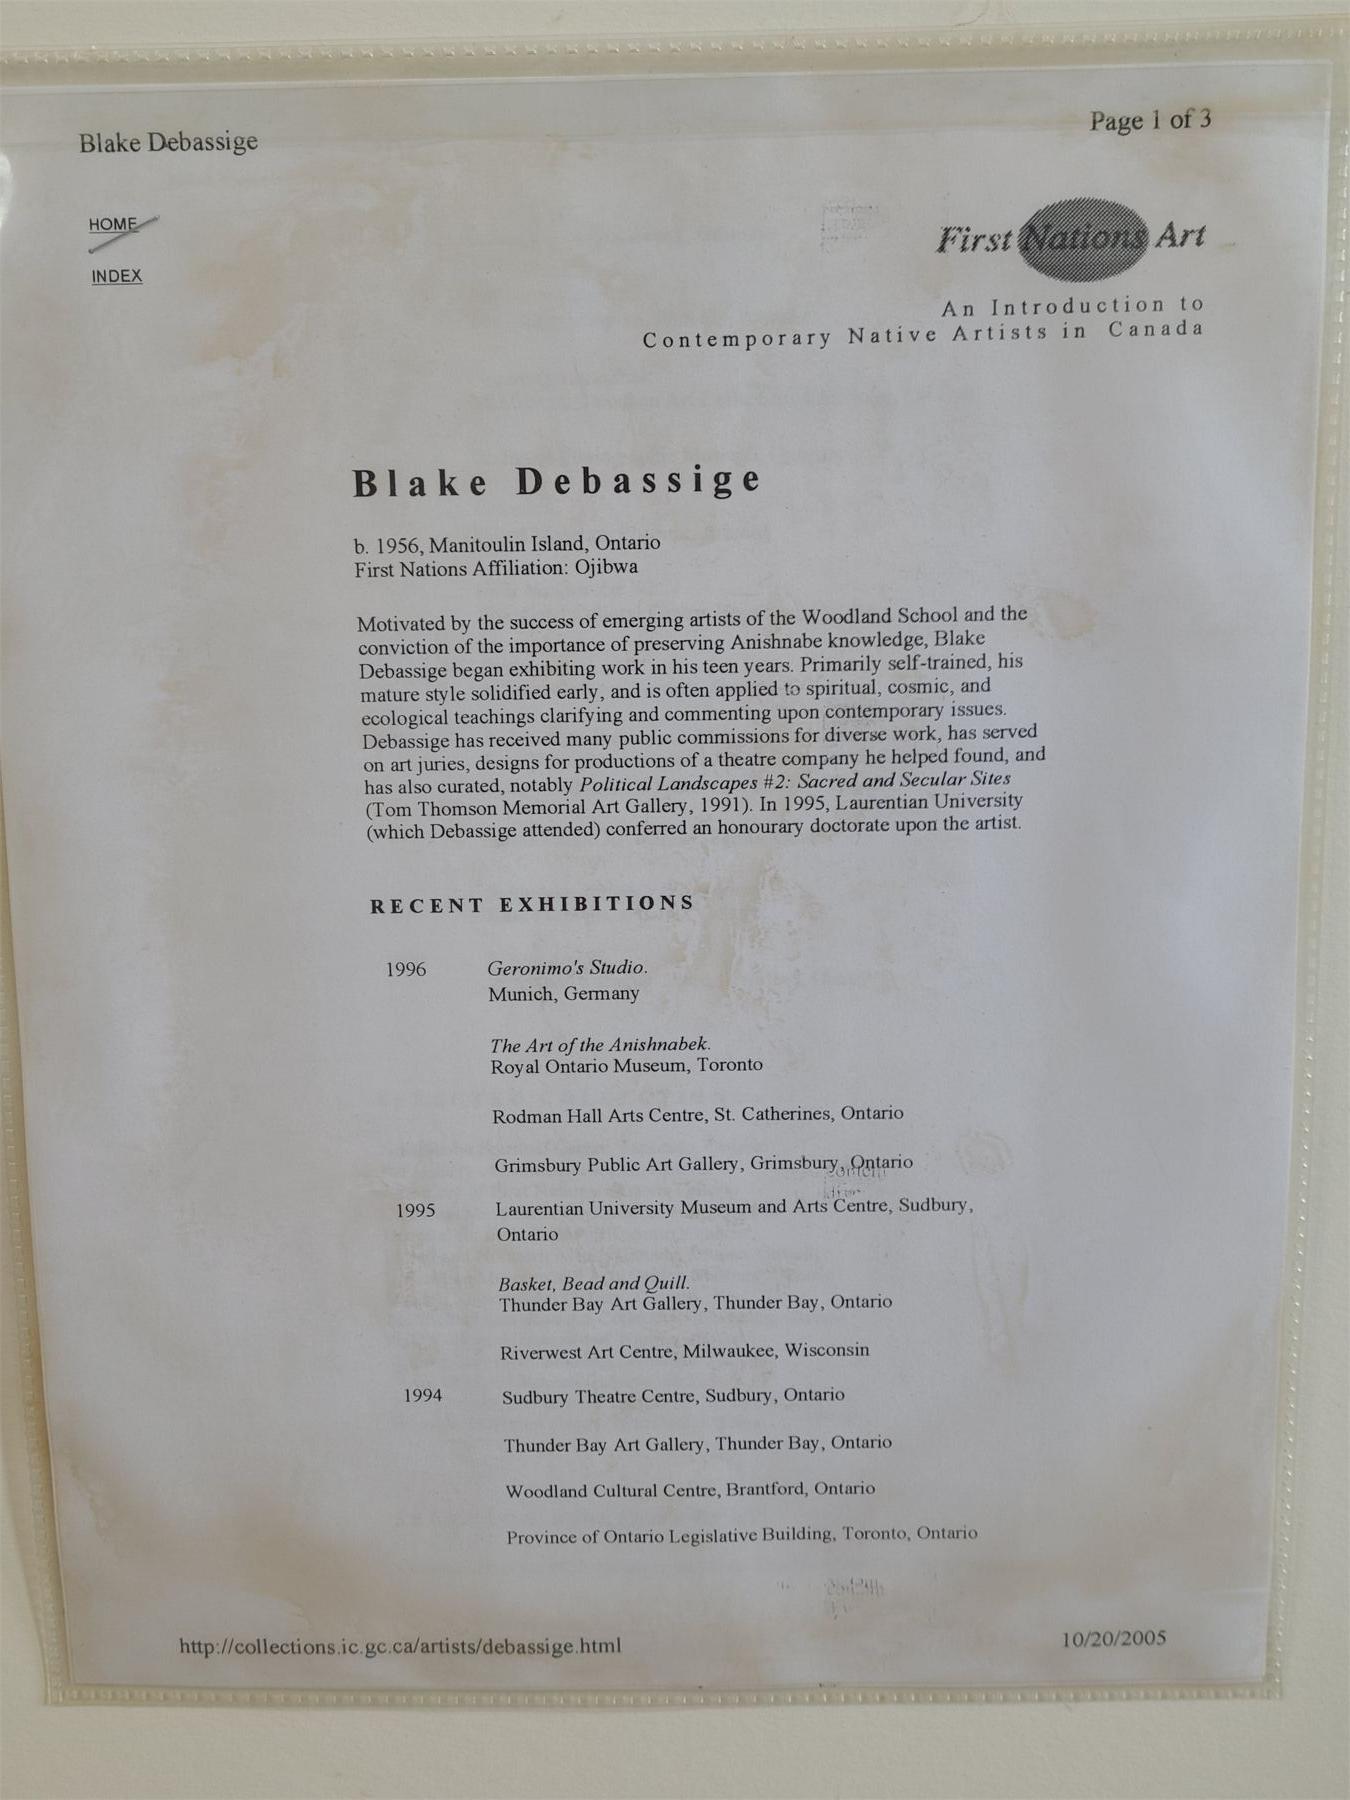 Blake Debassige
Page 1 of 3
HOME
INDEX
First Nations Art
An Introduction to
Contemporary Native Artists in Canada
Blake Debassige
b. 1956, Manitoulin Island, Ontario
First Nations Affiliation: Ojibwa
Motivated by the success of emerging artists of the Woodland School and the
conviction of the importance of preserving Anishnabe knowledge, Blake
Debassige began exhibiting work in his teen years. Primarily self-trained, his
mature style solidified early, and is often applied to spiritual, cosmic, and
ecological teachings clarifying and commenting upon contemporary issues.
Debassige has received many public commissions for diverse work, has served
on art juries, designs for productions of a theatre company he helped found, and
has also curated, notably Political Landscapes #2: Sacred and Secular Sites
(Tom Thomson Memorial Art Gallery, 1991). In 1995, Laurentian University
(which Debassige attended) conferred an honourary doctorate upon the artist.
RECENT EXHIBITIONS
1996 Geronimo's Studio.
Munich, Germany
The Art of the Anishnabek.
Royal Ontario Museum, Toronto
Rodman Hall Arts Centre, St. Catherines, Ontario
Grimsbury Public Art Gallery, Grimsbury, Ontario
1995 Laurentian University Museum and Arts Centre, Sudbury,
Ontario
Basket, Bead and Quill.
Thunder Bay Art Gallery, Thunder Bay, Ontario
Riverwest Art Centre, Milwaukee, Wisconsin
1994 Sudbury Theatre Centre, Sudbury, Ontario
Thunder Bay Art Gallery, Thunder Bay, Ontario
Woodland Cultural Centre, Brantford, Ontario
Province of Ontario Legislative Building, Toronto, Ontario
http://collections.ic.gc.ca/artists/debassige.html
10/20/2005